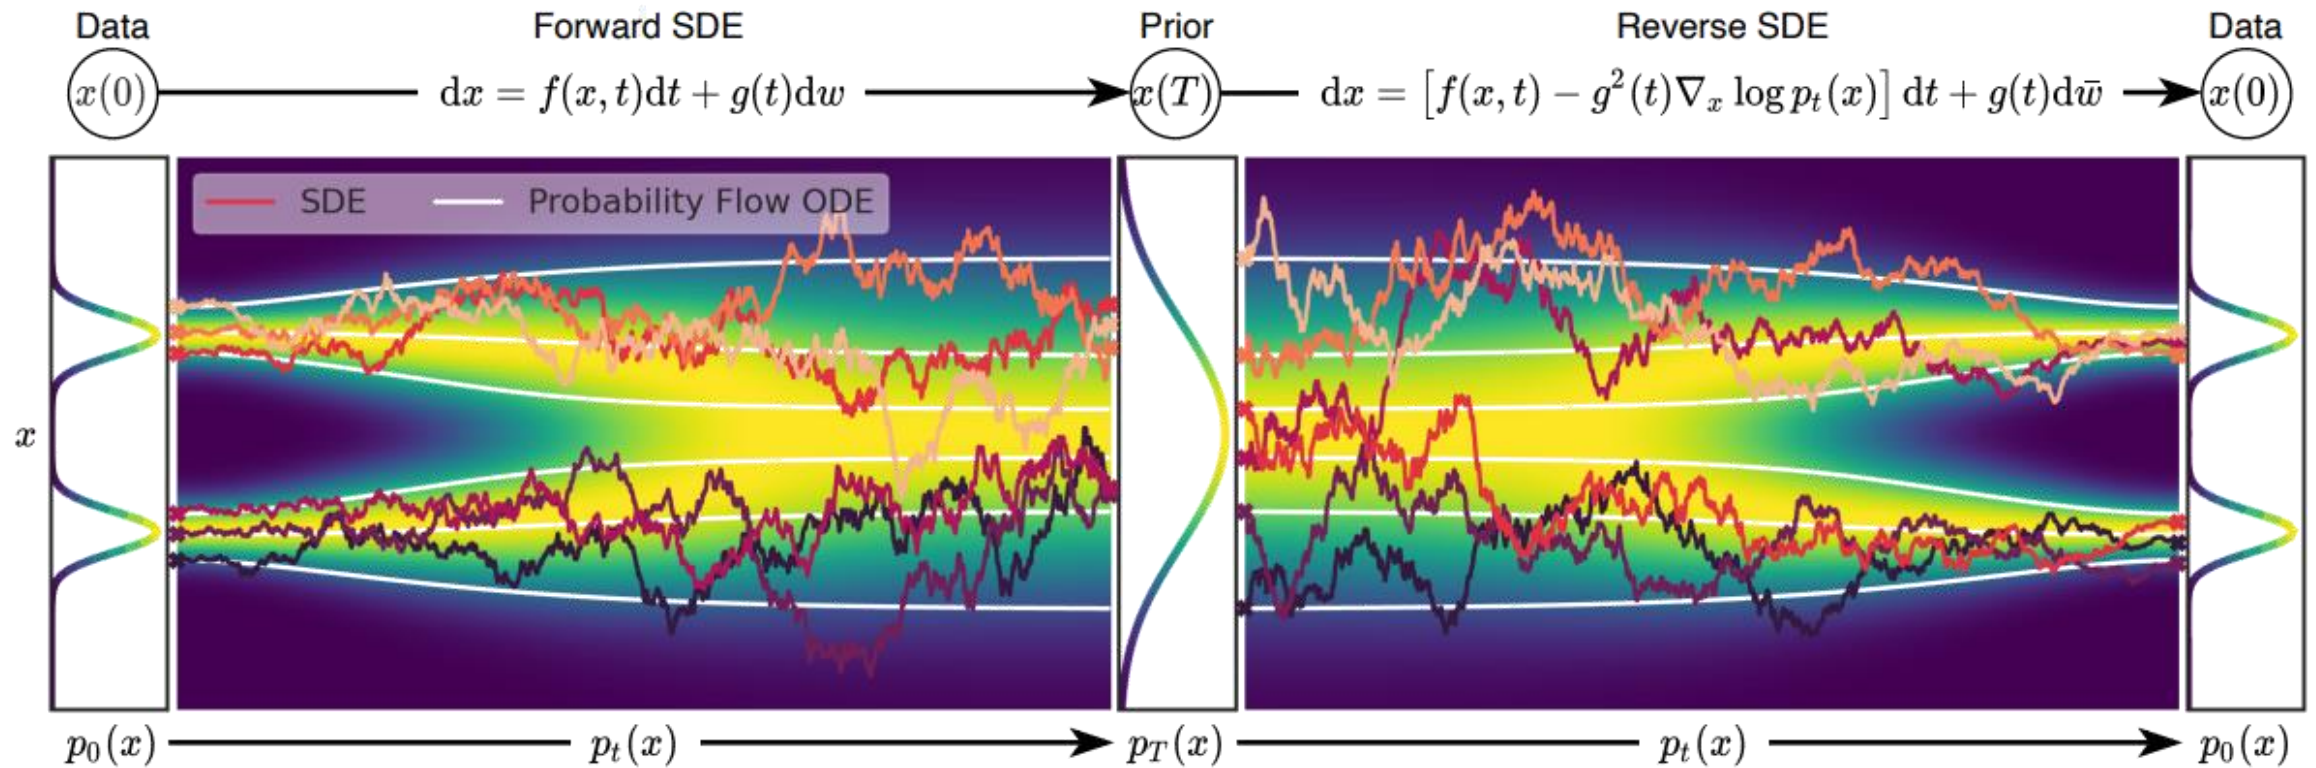 Data Forward SDE Prior Reverse SDE Data
x(0) dx = f(x, t)dt + g(t)dw x(T) dx = [f(x, t) − g²(t)∇ₓ log pₜ(x)] dt + g(t)dw̄ x(0)
SDE Probability Flow ODE
x
p₀(x) pₜ(x) p_T(x) pₜ(x) p₀(x)